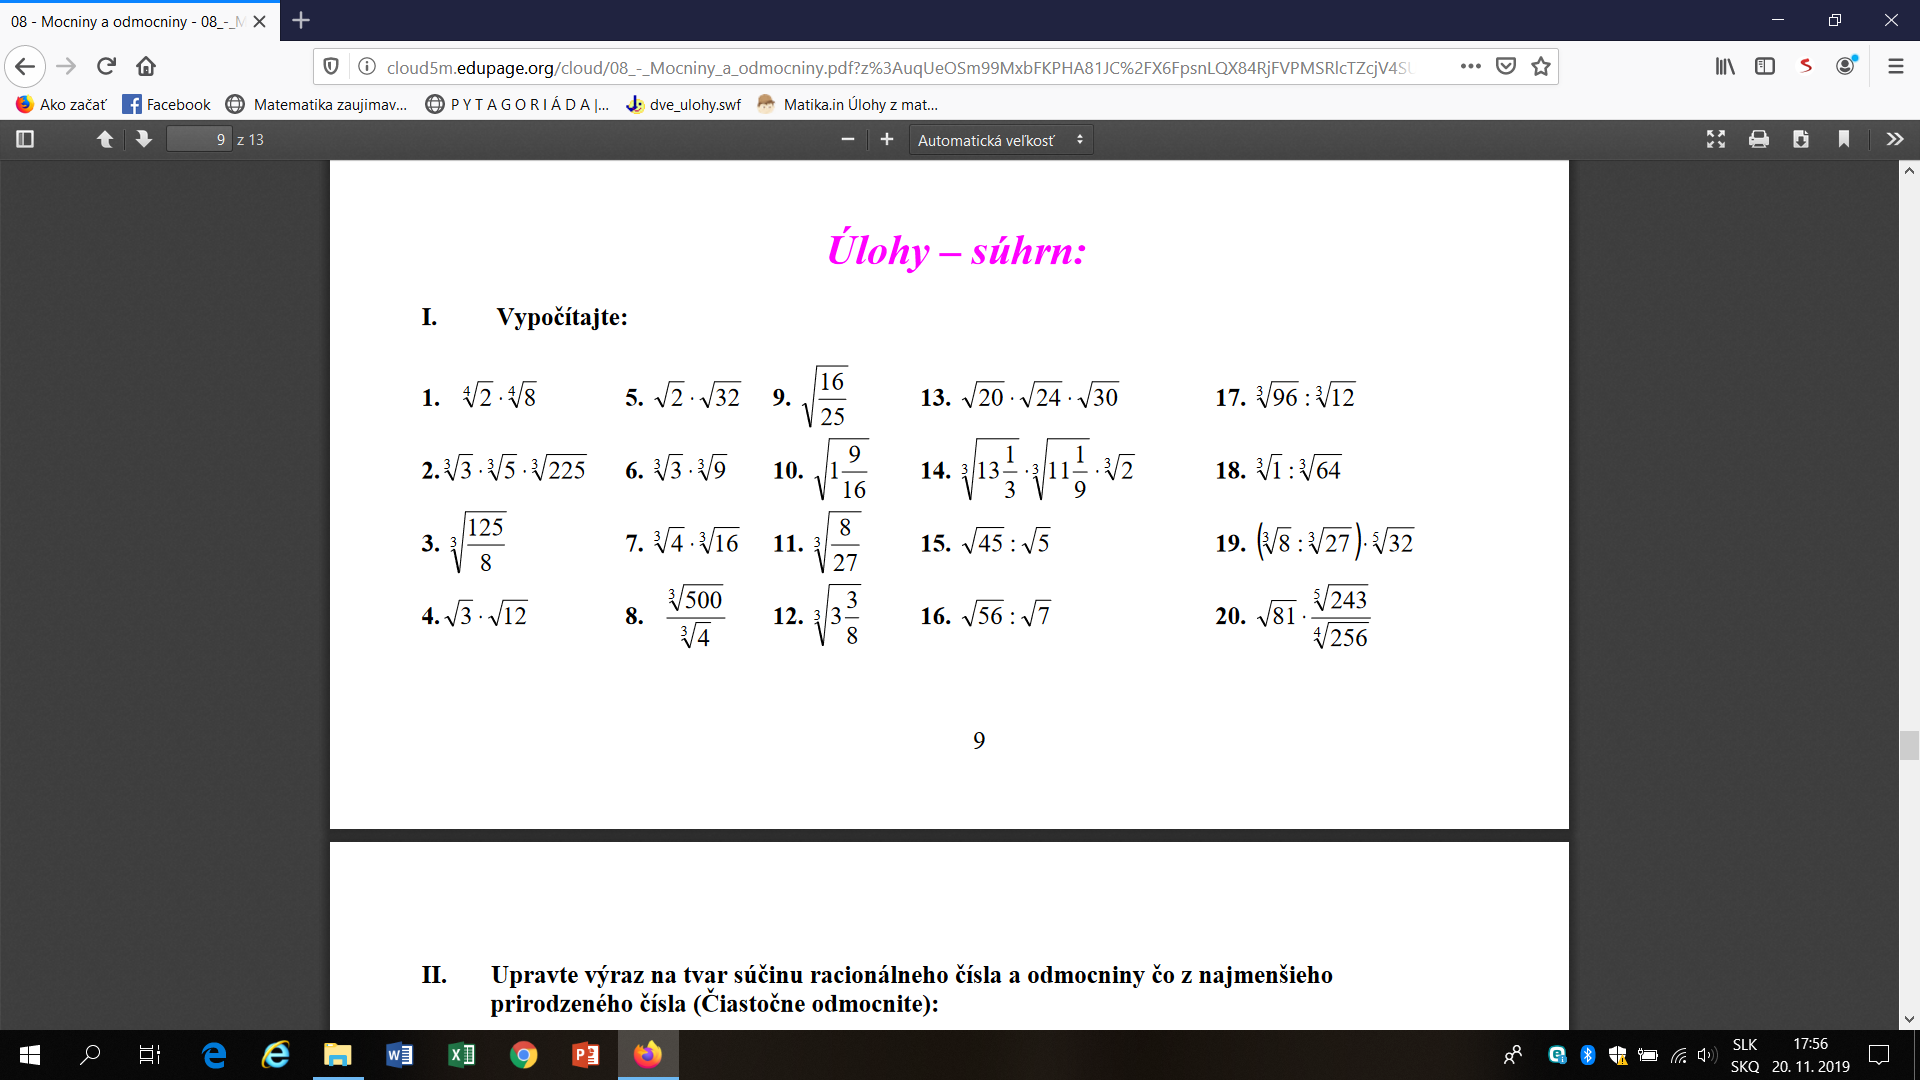 08 - Mocniny a odmocniny - 08_-_M
cloud5m.edupage.org/cloud/08_-_Mocniny_a_odmocniny.pdf?z%3AuqUeOSm99MxbFKPHA81JC%2FX6FpsnLQX84RjFVPMSRlcTZcjV4SU
Ako začať Facebook Matematika zaujimav... P Y T A G O R I Á D A |... dve_ulohy.swf Matika.in Úlohy z mat...
9 z 13 Automatická veľkosť
Úlohy – súhrn:
I. Vypočítajte:
1. ∜2 · ∜8 5. √2 · √32 9. √(16/25) 13. √20 · √24 · √30 17. ∛96 : ∛12
2. ∛3 · ∛5 · ∛225 6. ∛3 · ∛9 10. √(1 9/16) 14. ∛(13 1/3) · ∛(11 1/9) · ∛2 18. ∛1 : ∛64
3. ∛(125/8) 7. ∛4 · ∛16 11. ∛(8/27) 15. √45 : √5 19. (∛8 : ∛27) · ⁵√32
4. √3 · √12 8. ∛500/∛4 12. ∛(3 3/8) 16. √56 : √7 20. √81 · ⁵√243/∜256
9
II. Upravte výraz na tvar súčinu racionálneho čísla a odmocniny čo z najmenšieho
prirodzeného čísla (Čiastočne odmocnite):
SLK 17:56
SKQ 20. 11. 2019